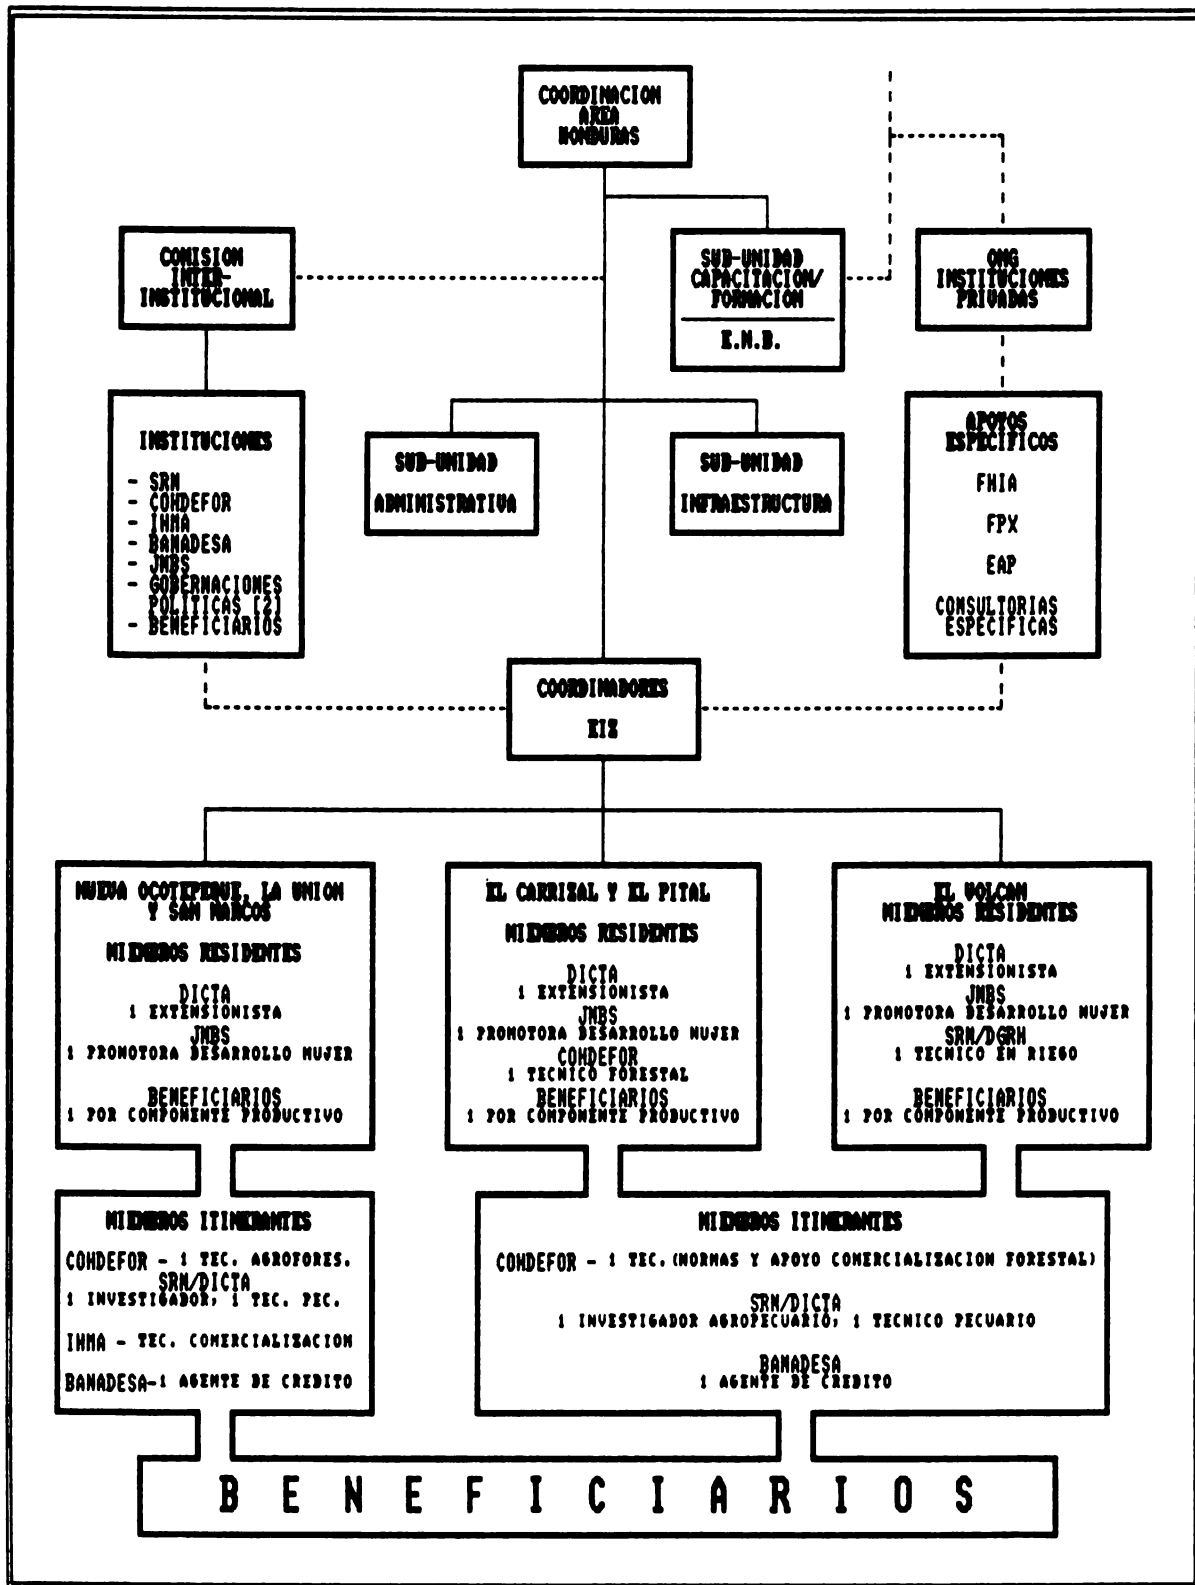 COORDINACION
AREA
HONDURAS
COMISION
INTER-
INSTITUCIONAL
SUB-UNIDAD
CAPACITACION/
FORMACION
E.N.B.
ONG
INSTITUCIONES
PRIVADAS
INSTITUCIONES
- SRN
- COHDEFOR
- IHMA
- BANADESA
- JNBS
- GOBERNACIONES
POLITICAS [2]
- BENEFICIARIOS
SUB-UNIDAD
ADMINISTRATIVA
SUB-UNIDAD
INFRAESTRUCTURA
APOYOS
ESPECIFICOS
FHIA
FPX
EAP
CONSULTORIAS
ESPECIFICAS
COORDINADORES
EIZ
NUEVA OCOTEPEQUE, LA UNION
Y SAN MARCOS
MIEMBROS RESIDENTES
DICTA
1 EXTENSIONISTA
JNBS
1 PROMOTORA DESARROLLO MUJER
BENEFICIARIOS
1 POR COMPONENTE PRODUCTIVO
EL CARRIZAL Y EL PITAL
MIEMBROS RESIDENTES
DICTA
1 EXTENSIONISTA
JNBS
1 PROMOTORA DESARROLLO MUJER
COHDEFOR
1 TECNICO FORESTAL
BENEFICIARIOS
1 POR COMPONENTE PRODUCTIVO
EL VOLCAN
MIEMBROS RESIDENTES
DICTA
1 EXTENSIONISTA
JNBS
1 PROMOTORA DESARROLLO MUJER
SRN/DGRH
1 TECNICO EN RIEGO
BENEFICIARIOS
1 POR COMPONENTE PRODUCTIVO
MIEMBROS ITINERANTES
COHDEFOR - 1 TEC. AGROFORES.
SRN/DICTA
1 INVESTIGADOR, 1 TEC. PEC.
IHMA - TEC. COMERCIALIZACION
BANADESA-1 AGENTE DE CREDITO
MIEMBROS ITINERANTES
COHDEFOR - 1 TEC. (NORMAS Y APOYO COMERCIALIZACION FORESTAL)
SRN/DICTA
1 INVESTIGADOR AGROPECUARIO, 1 TECNICO PECUARIO
BANADESA
1 AGENTE DE CREDITO
B E N E F I C I A R I O S